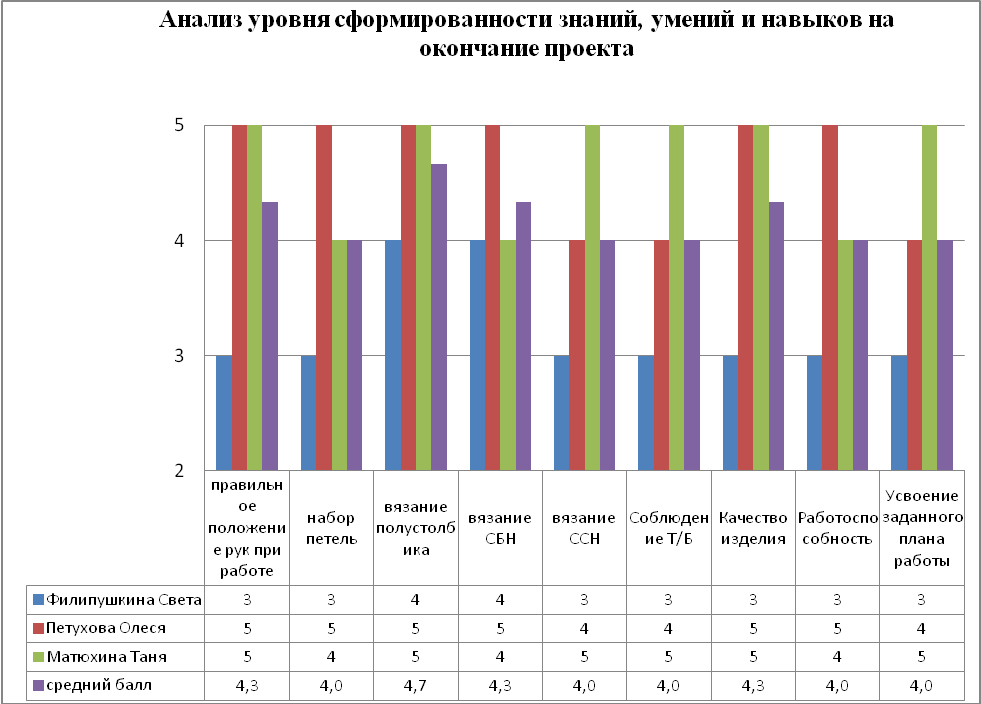 Анализ уровня сформированности знаний, умений и навыков на
окончание проекта
5
4
3
2
правильн
ое
положени
е рук при
работе
набор
петель
вязание
полустолб
ика
вязание
СБН
вязание
ССН
Соблюден
ие Т/Б
Качество
изделия
Работоспо
собность
Усвоение
заданного
плана
работы
Филипушкина Света 3 3 4 4 3 3 3 3 3
Петухова Олеся 5 5 5 5 4 4 5 5 4
Матюхина Таня 5 4 5 4 5 5 5 4 5
средний балл 4,3 4,0 4,7 4,3 4,0 4,0 4,3 4,0 4,0